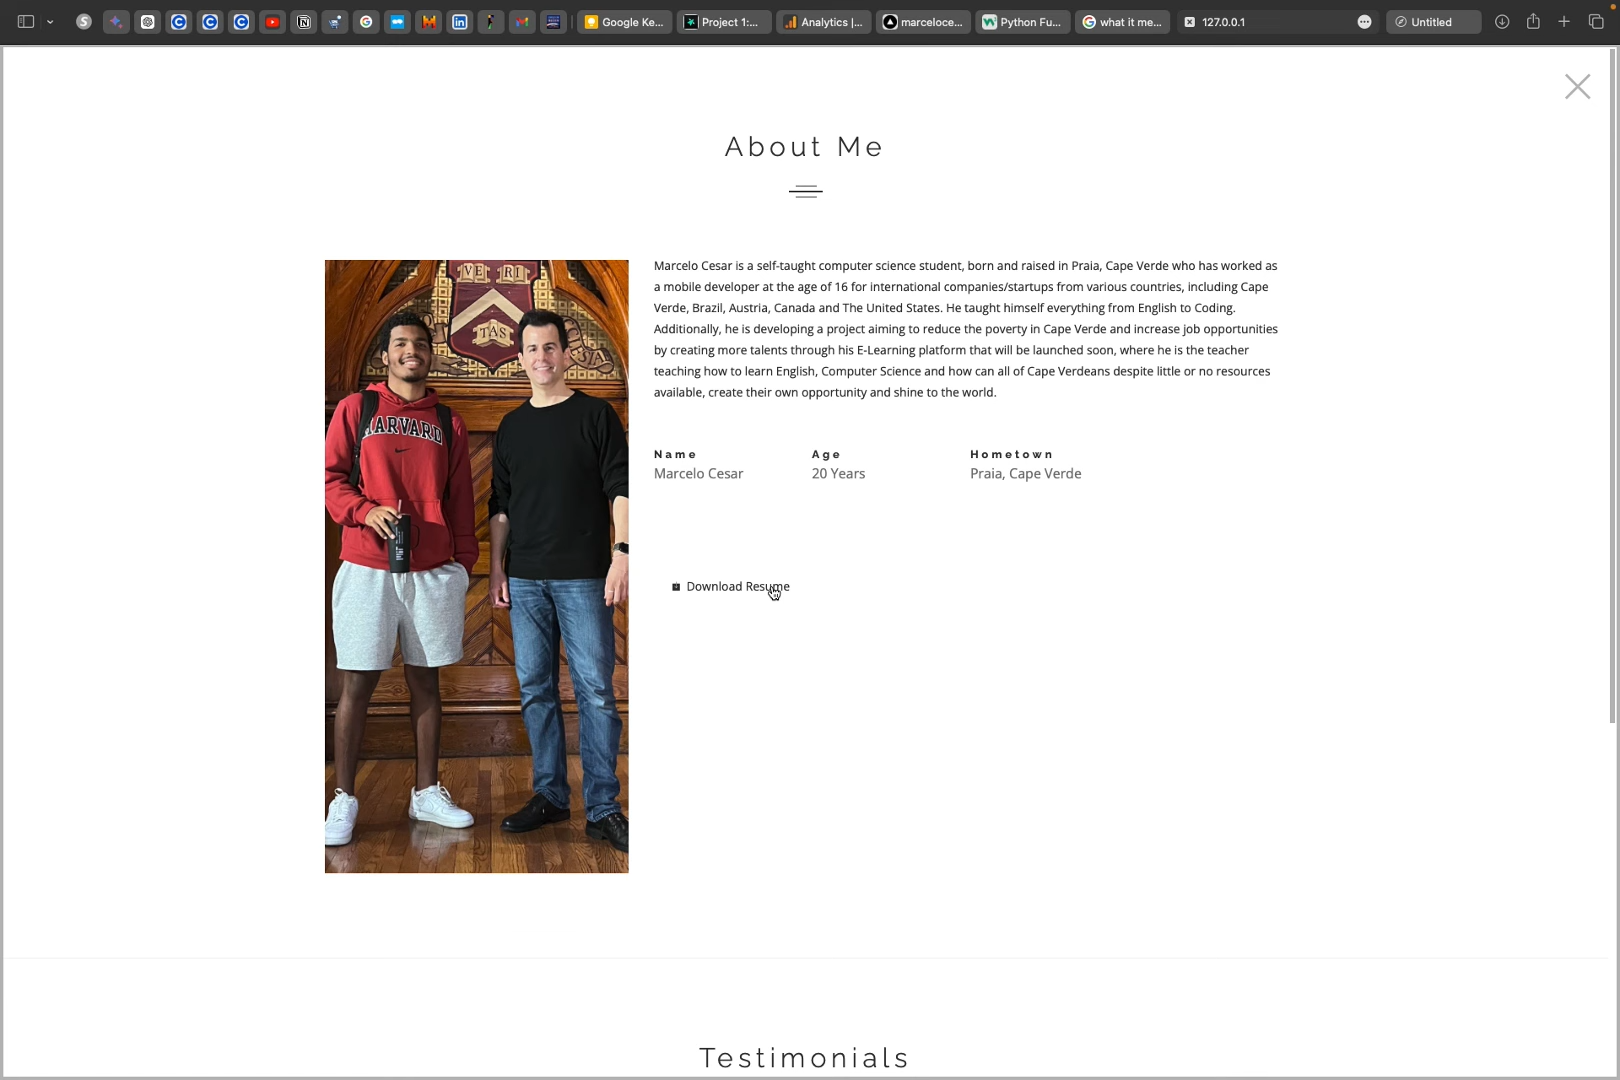 Google Ke...
Project 1:...
Analytics |...
marceloce...
Python Fu...
what it me...
127.0.0.1
Untitled
About Me
VE RI
TAS
HARVARD
Marcelo Cesar is a self-taught computer science student, born and raised in Praia, Cape Verde who has worked as
a mobile developer at the age of 16 for international companies/startups from various countries, including Cape
Verde, Brazil, Austria, Canada and The United States. He taught himself everything from English to Coding.
Additionally, he is developing a project aiming to reduce the poverty in Cape Verde and increase job opportunities
by creating more talents through his E-Learning platform that will be launched soon, where he is the teacher
teaching how to learn English, Computer Science and how can all of Cape Verdeans despite little or no resources
available, create their own opportunity and shine to the world.
Name Age Hometown
Marcelo Cesar 20 Years Praia, Cape Verde
Download Resume
Testimonials